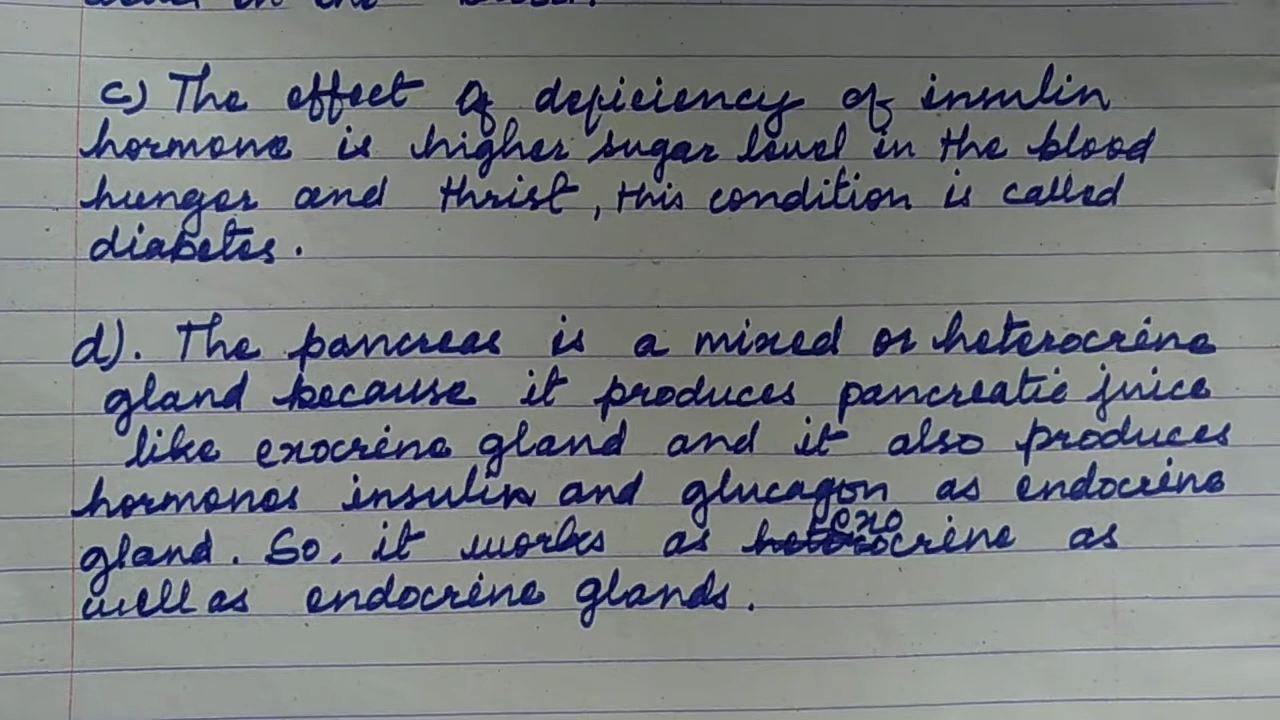 c) The effect of deficiency of insulin
hormone is higher sugar level in the blood
hunger and thrist, this condition is called
diabetes.
d). The pancreas is a mixed or heterocrine
gland because it produces pancreatic juice
like exocrine gland and it also produces
hormones insulin and glucagon as endocrine
gland. So, it works as exocrine as
well as endocrine glands.